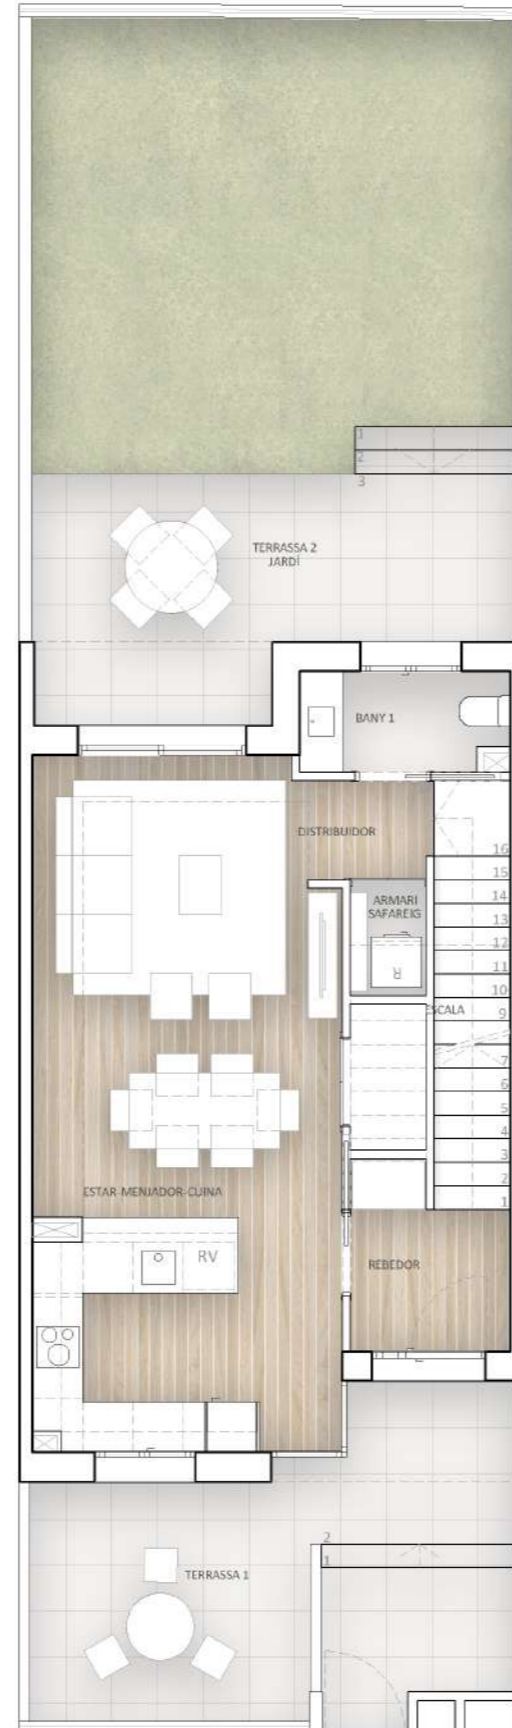 1
2
3
TERRASSA 2
JARDÍ
BANY 1
DISTRIBUIDOR
16
15
14
13
12
11
10
9
7
6
5
4
3
2
1
ARMARI
SAFAREIG
R
ESCALA
ESTAR-MENJADOR-CUINA
RV
REBEDOR
2
1
TERRASSA 1